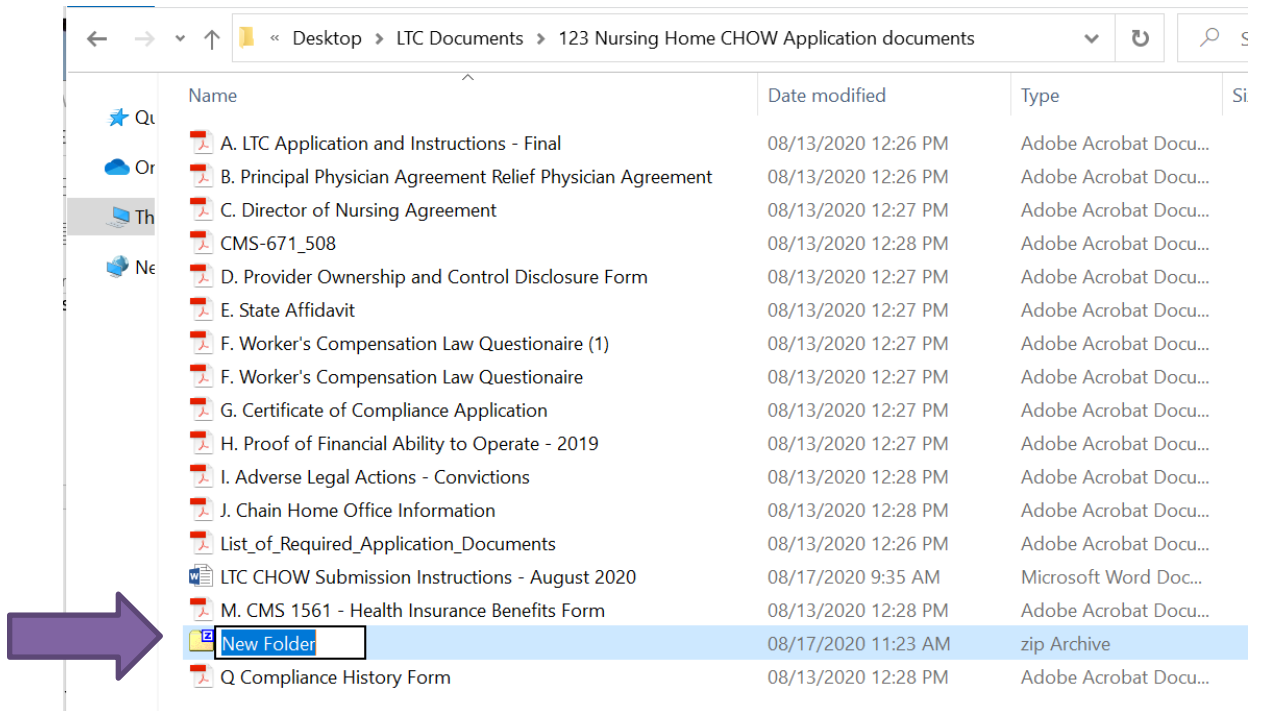 « Desktop > LTC Documents > 123 Nursing Home CHOW Application documents S
Name Date modified Type Si
Qu
Or
Th
Ne
A. LTC Application and Instructions - Final 08/13/2020 12:26 PM Adobe Acrobat Docu...
B. Principal Physician Agreement Relief Physician Agreement 08/13/2020 12:26 PM Adobe Acrobat Docu...
C. Director of Nursing Agreement 08/13/2020 12:27 PM Adobe Acrobat Docu...
CMS-671_508 08/13/2020 12:28 PM Adobe Acrobat Docu...
D. Provider Ownership and Control Disclosure Form 08/13/2020 12:27 PM Adobe Acrobat Docu...
E. State Affidavit 08/13/2020 12:27 PM Adobe Acrobat Docu...
F. Worker's Compensation Law Questionaire (1) 08/13/2020 12:27 PM Adobe Acrobat Docu...
F. Worker's Compensation Law Questionaire 08/13/2020 12:27 PM Adobe Acrobat Docu...
G. Certificate of Compliance Application 08/13/2020 12:27 PM Adobe Acrobat Docu...
H. Proof of Financial Ability to Operate - 2019 08/13/2020 12:27 PM Adobe Acrobat Docu...
I. Adverse Legal Actions - Convictions 08/13/2020 12:28 PM Adobe Acrobat Docu...
J. Chain Home Office Information 08/13/2020 12:28 PM Adobe Acrobat Docu...
List_of_Required_Application_Documents 08/13/2020 12:26 PM Adobe Acrobat Docu...
LTC CHOW Submission Instructions - August 2020 08/17/2020 9:35 AM Microsoft Word Doc...
M. CMS 1561 - Health Insurance Benefits Form 08/13/2020 12:28 PM Adobe Acrobat Docu...
New Folder 08/17/2020 11:23 AM zip Archive
Q Compliance History Form 08/13/2020 12:28 PM Adobe Acrobat Docu...